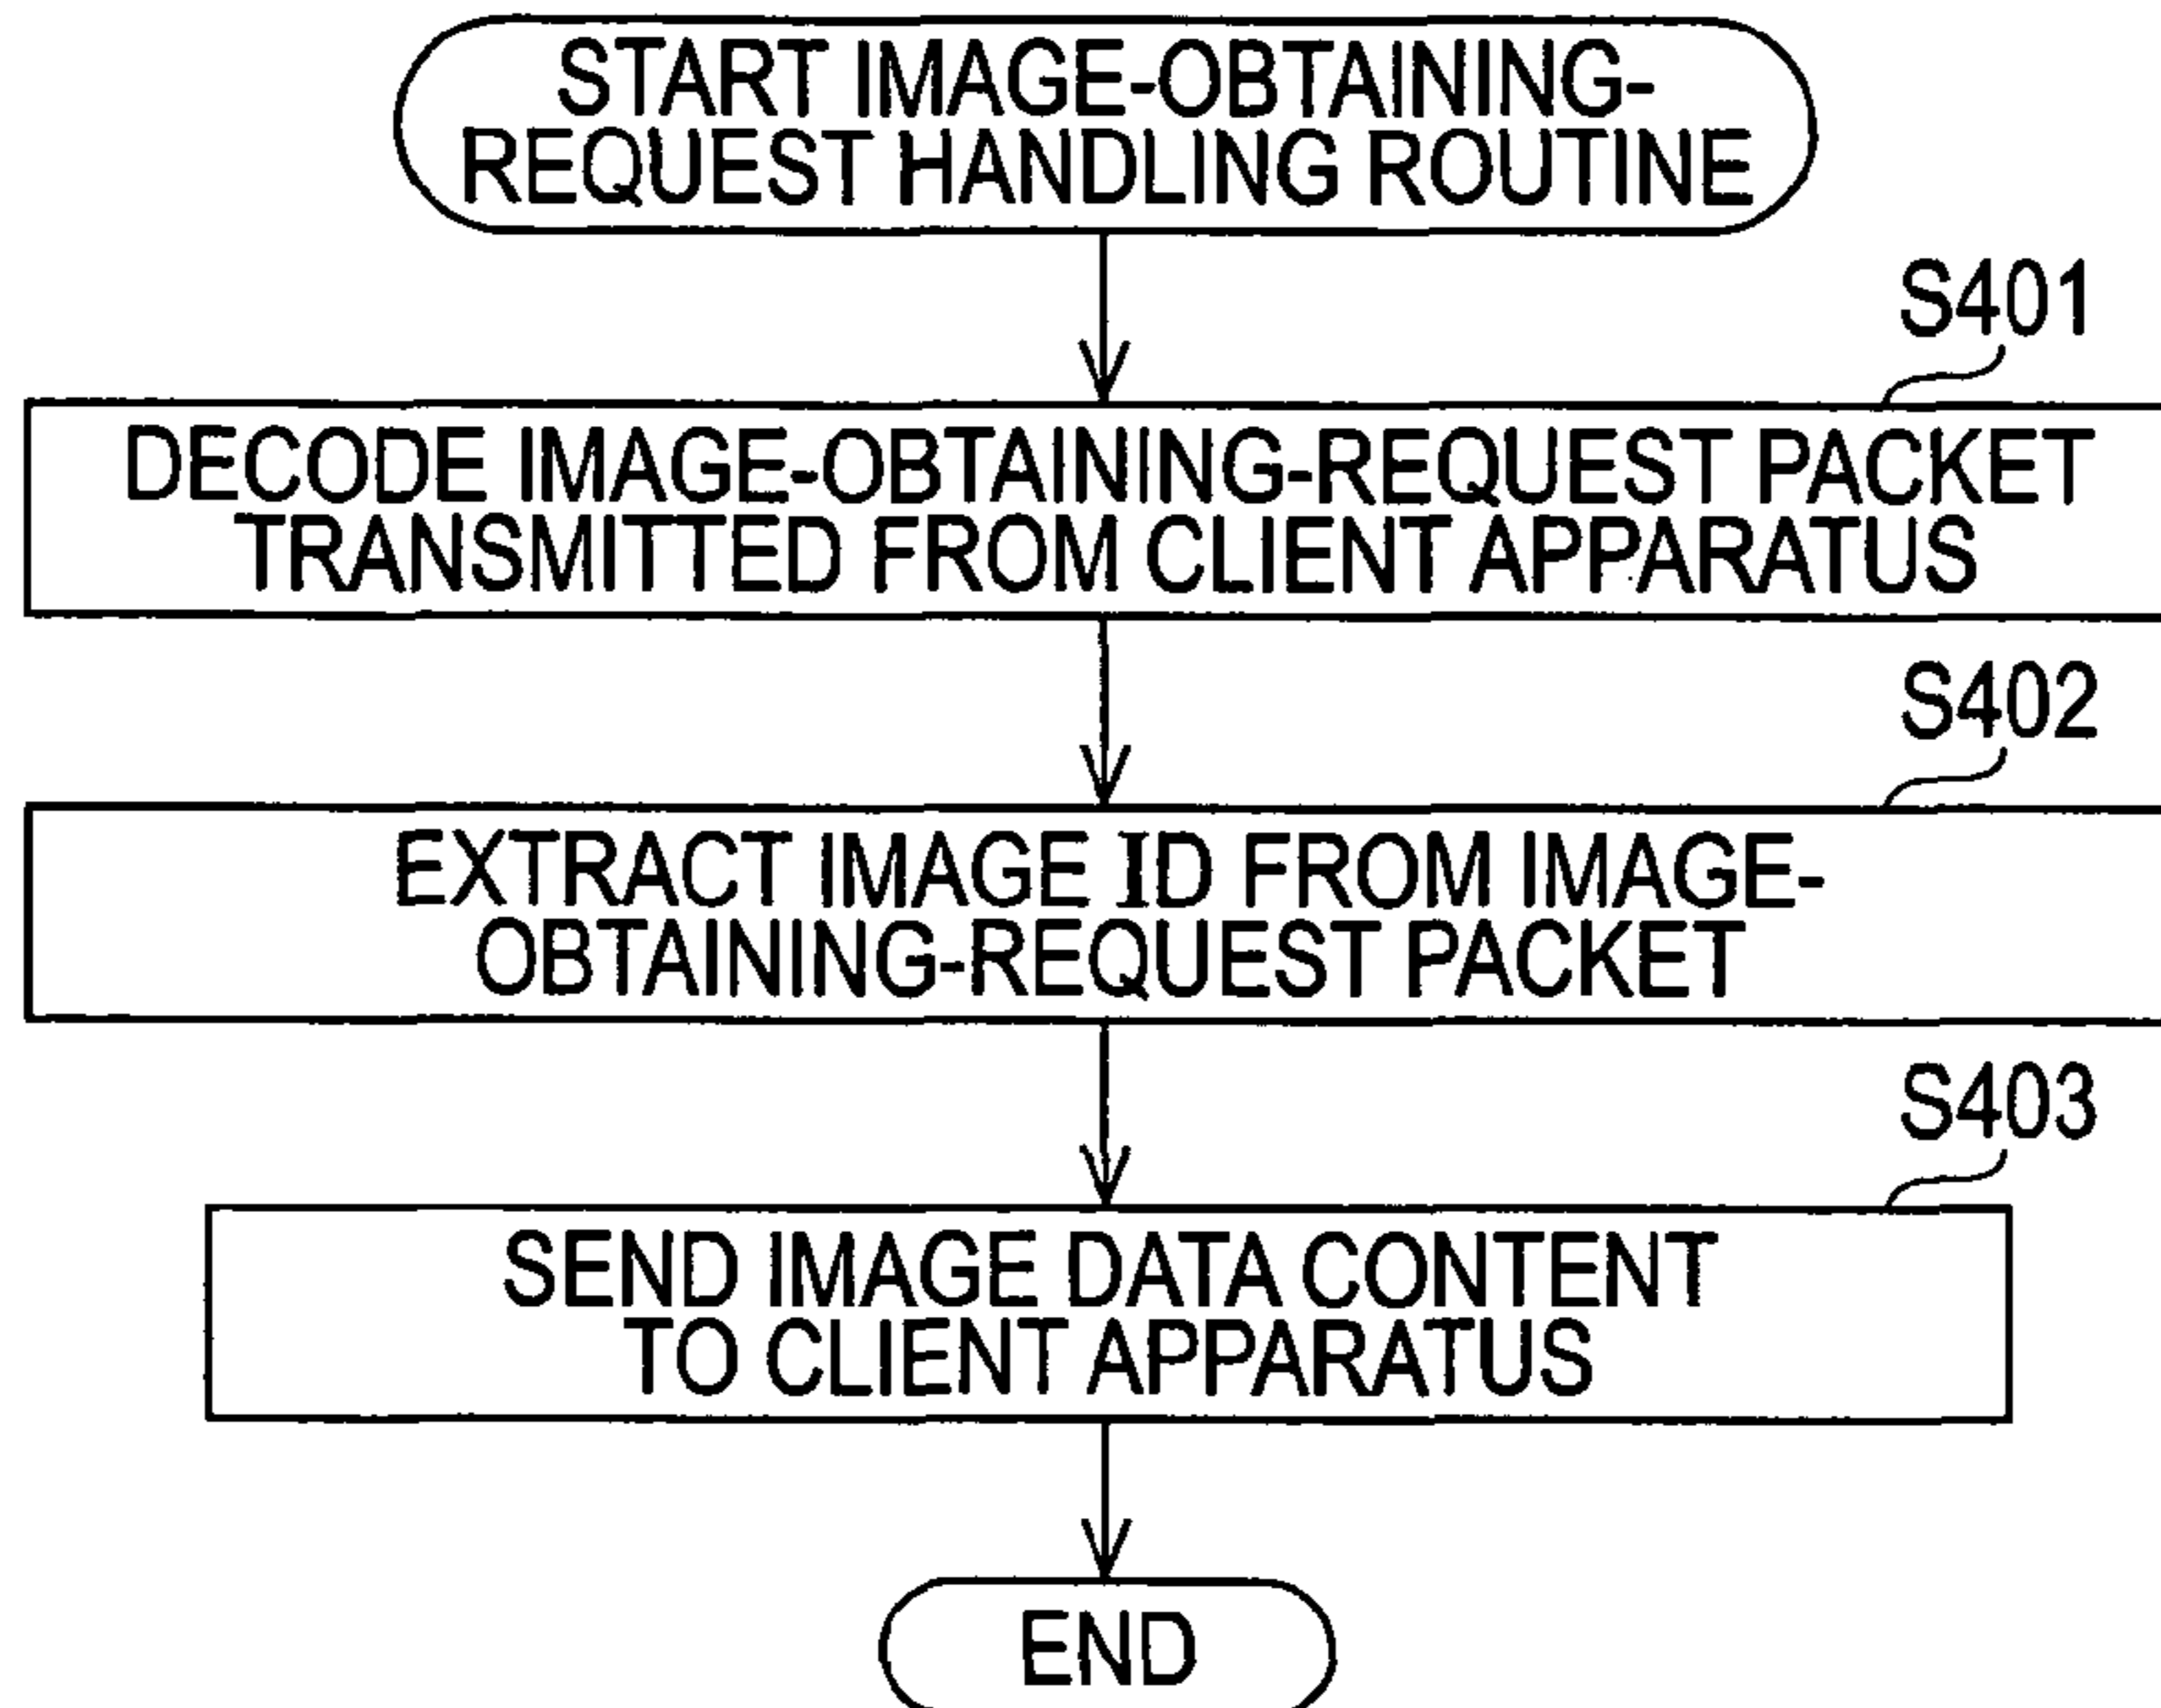 START IMAGE-OBTAINING-
REQUEST HANDLING ROUTINE
S401
DECODE IMAGE-OBTAINING-REQUEST PACKET
TRANSMITTED FROM CLIENT APPARATUS
S402
EXTRACT IMAGE ID FROM IMAGE-
OBTAINING-REQUEST PACKET
S403
SEND IMAGE DATA CONTENT
TO CLIENT APPARATUS
END